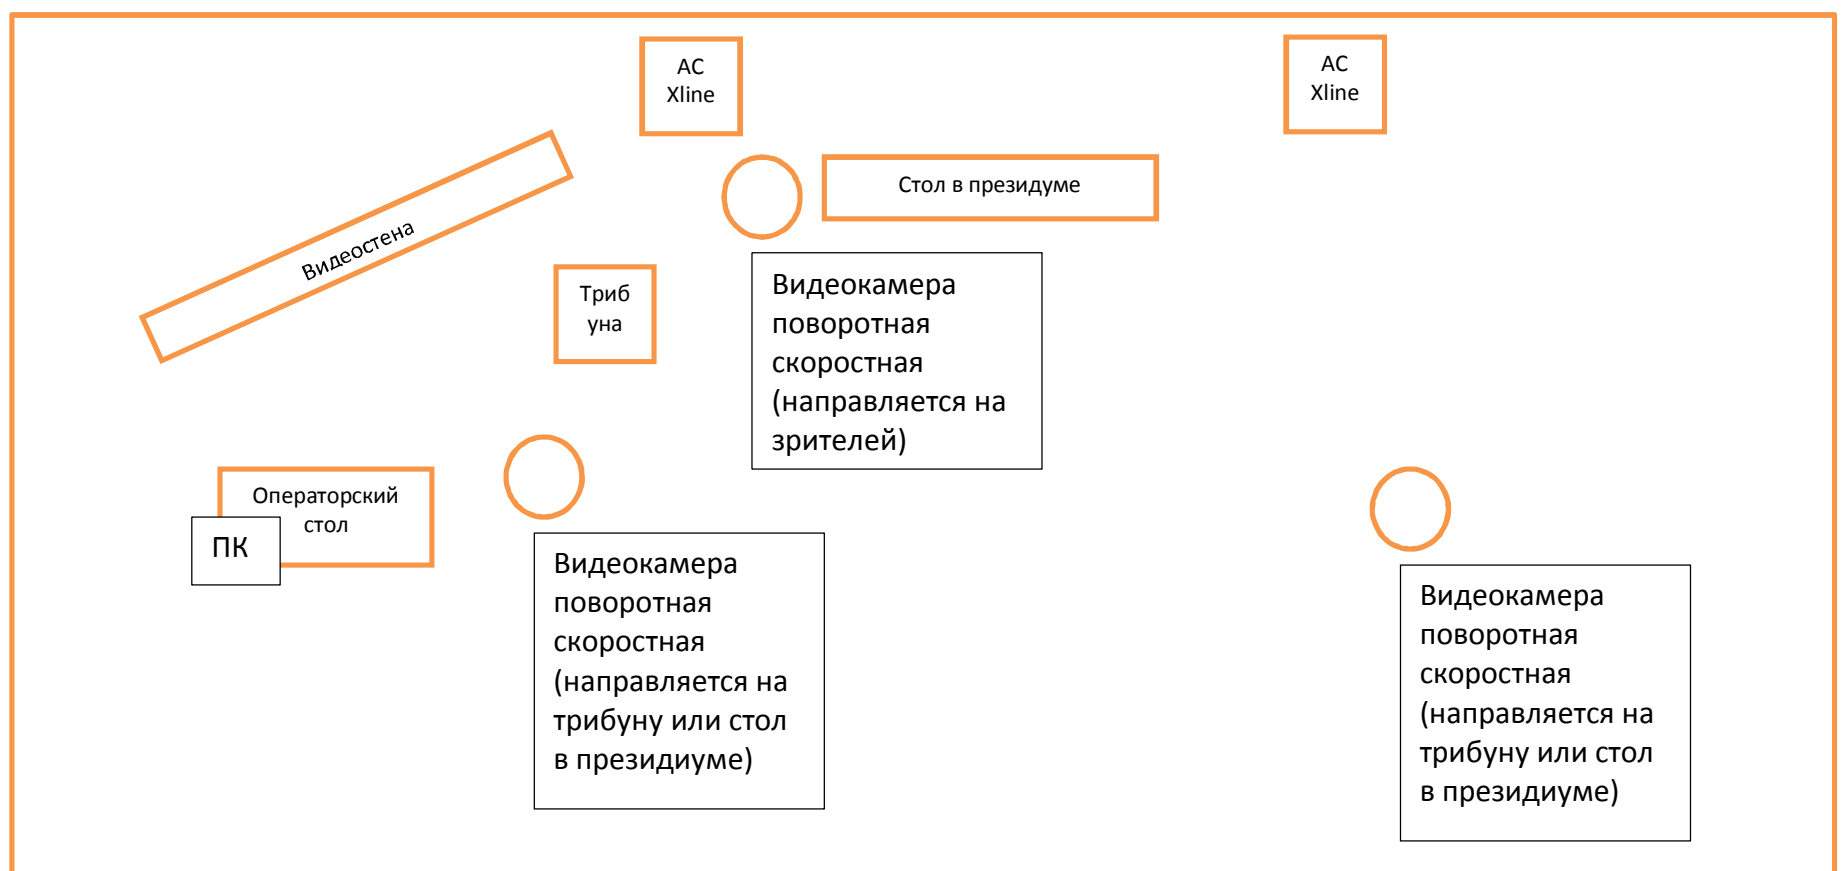 АС
Xline
АС
Xline
Стол в президуме
Видеостена
Триб
уна
Видеокамера
поворотная
скоростная
(направляется на
зрителей)
Операторский
стол
ПК
Видеокамера
поворотная
скоростная
(направляется на
трибуну или стол
в президиуме)
Видеокамера
поворотная
скоростная
(направляется на
трибуну или стол
в президиуме)